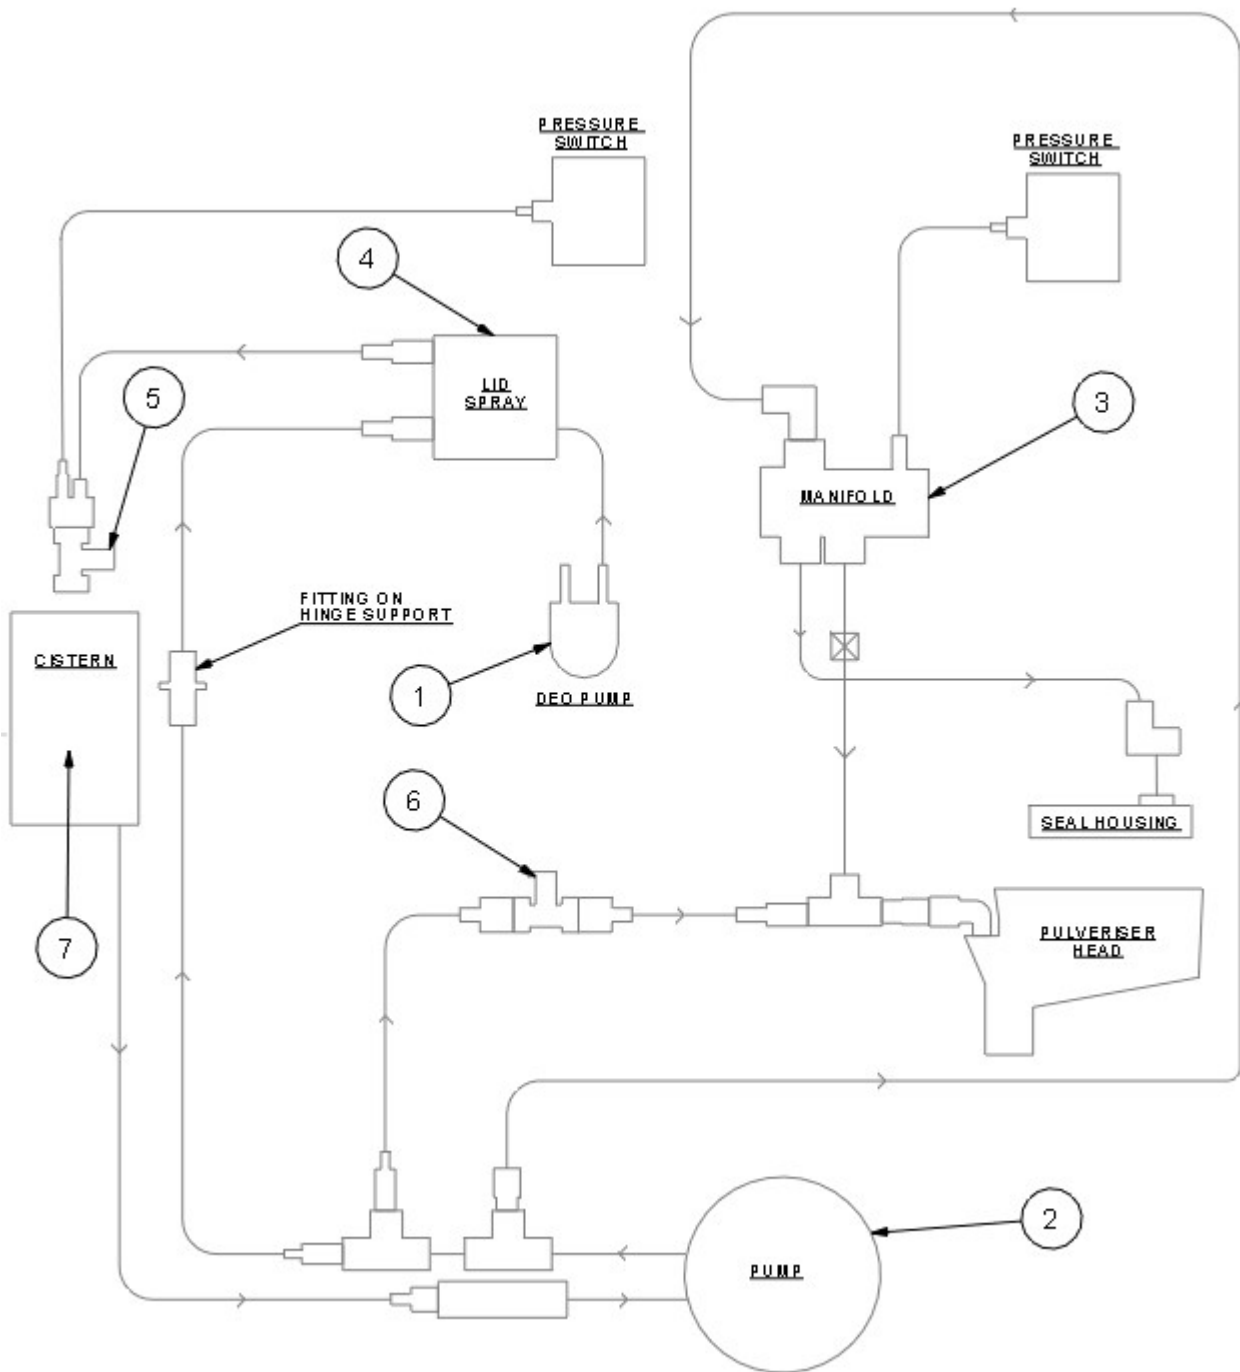 PRESSURE
SWITCH
PRESSURE
SWITCH
4
LID
SPRAY
5
3
MANIFOLD
FITTING ON
HINGE SUPPORT
CISTERN
1
DEO PUMP
6
SEAL HOUSING
7
PULVERISER
HEAD
2
PUMP